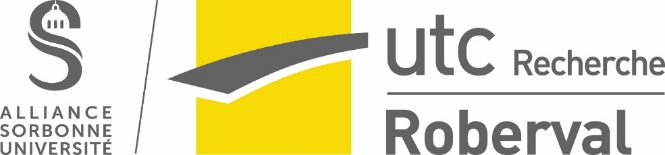 ALLIANCE
SORBONNE
UNIVERSITÉ
utc Recherche
Roberval